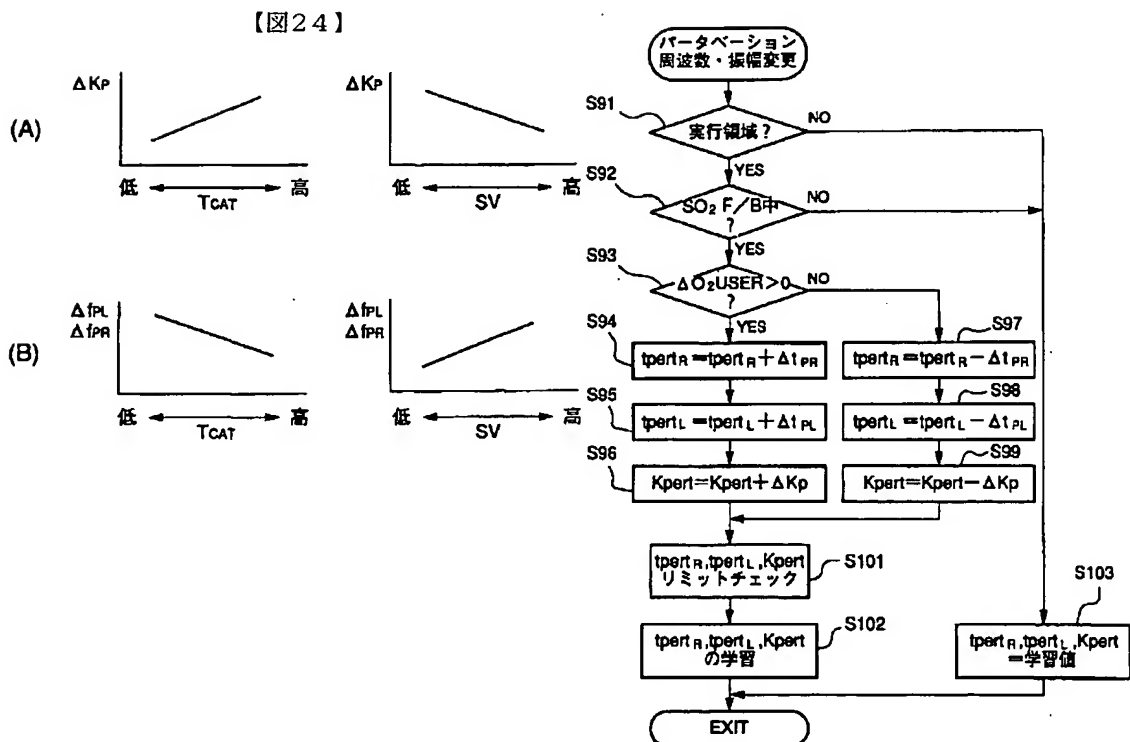 【図24】
(A)
ΔKP
低
TCAT
高
ΔKP
低
SV
高
(B)
ΔfPL
ΔfPR
低
TCAT
高
ΔfPL
ΔfPR
低
SV
高
パータベーション
周波数・振幅変更
S91
実行領域?
NO
YES
S92
SO2 F/B中
?
NO
YES
S93
ΔO2USER>0
?
NO
YES
S94
tpertR=tpertR+ΔtPR
S97
tpertR=tpertR-ΔtPR
S95
tpertL=tpertL+ΔtPL
S98
tpertL=tpertL-ΔtPL
S96
Kpert=Kpert+ΔKp
S99
Kpert=Kpert-ΔKp
tpertR,tpertL,Kpert
リミットチェック
S101
tpertR,tpertL,Kpert
の学習
S102
S103
tpertR,tpertL,Kpert
=学習値
EXIT